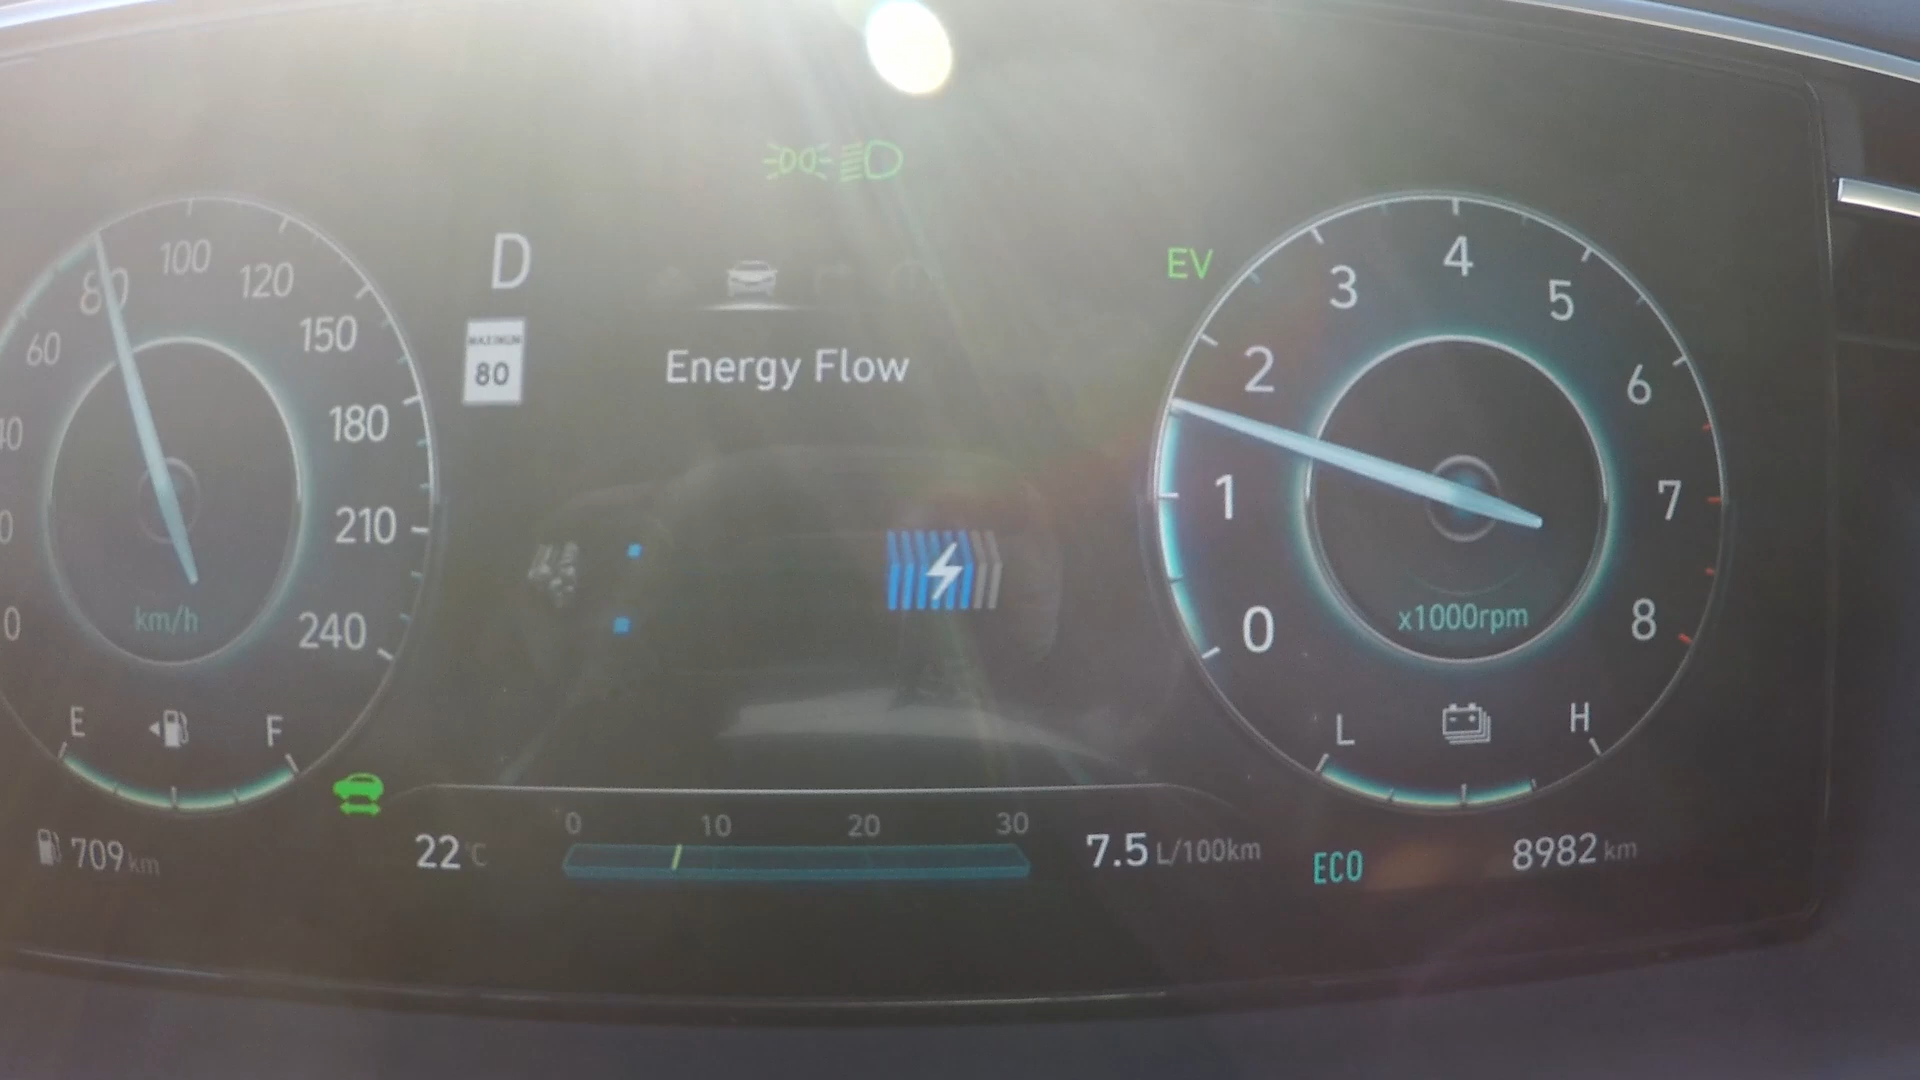 EV
D
MAXIMUM
80
Energy Flow
60
80
100
120
150
180
210
240
0
km/h
E
F
0
1
2
3
4
5
6
7
8
x1000rpm
L
H
709 km
22 °C
0 10 20 30
7.5 L/100km
ECO
8982 km